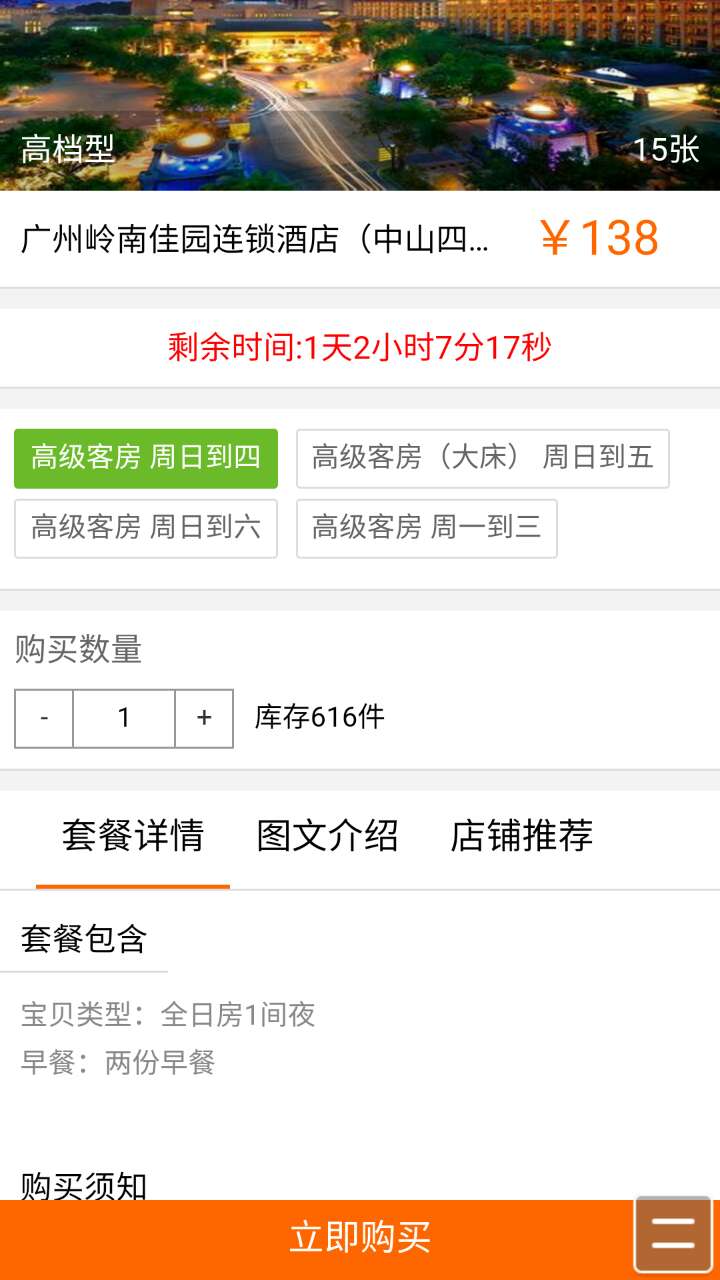 高档型
15张
广州岭南佳园连锁酒店（中山四...
￥138
剩余时间:1天2小时7分17秒
高级客房 周日到四
高级客房（大床） 周日到五
高级客房 周日到六
高级客房 周一到三
购买数量
- 1 + 库存616件
套餐详情 图文介绍 店铺推荐
套餐包含
宝贝类型：全日房1间夜
早餐：两份早餐
购买须知
立即购买